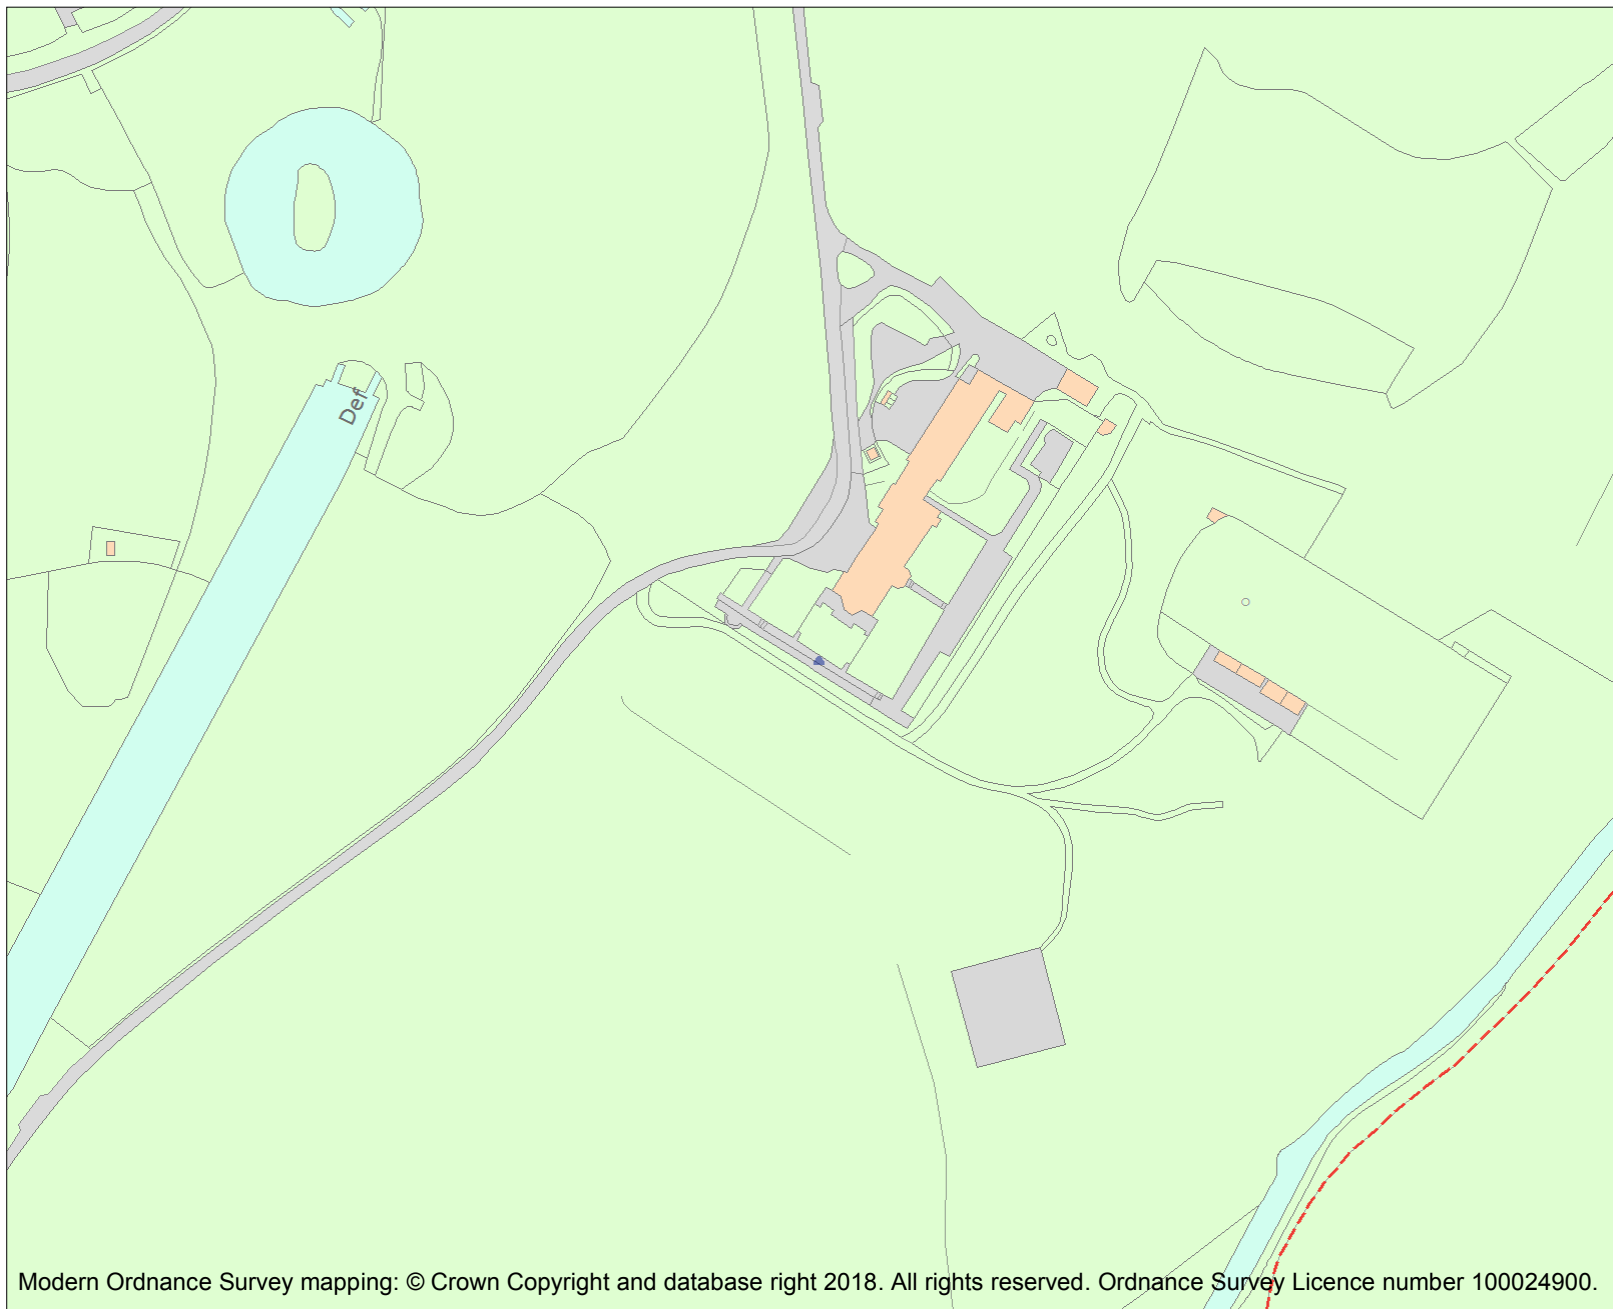 Def
Modern Ordnance Survey mapping: © Crown Copyright and database right 2018. All rights reserved. Ordnance Survey Licence number 100024900.